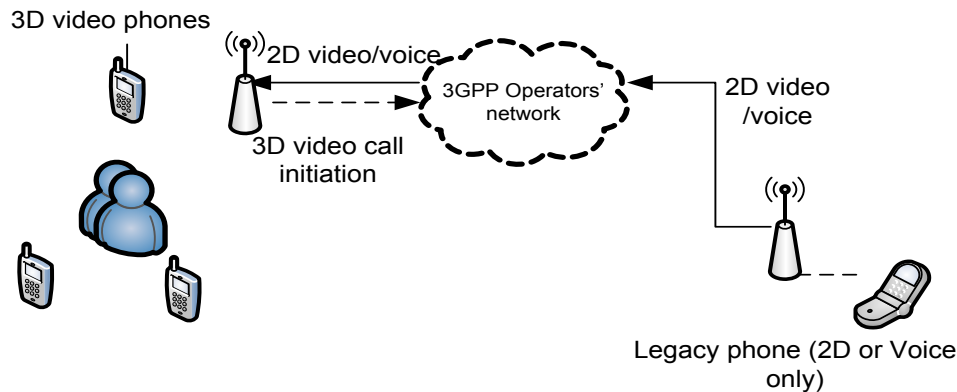 3D video phones
2D video/voice
3GPP Operators'
network
2D video
/voice
3D video call
initiation
Legacy phone (2D or Voice
only)